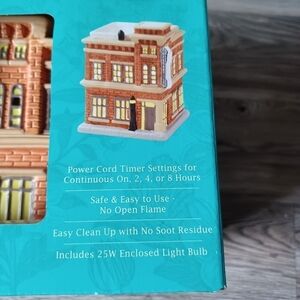 Power Cord Timer Settings for
Continuous On, 2, 4, or 8 Hours
Safe & Easy to Use -
No Open Flame
Easy Clean Up with No Soot Residue
Includes 25W Enclosed Light Bulb